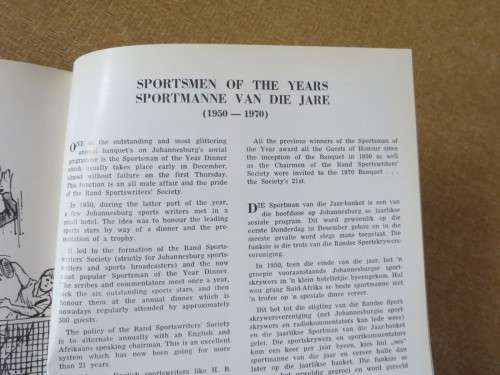 SPORTSMEN OF THE YEARS
SPORTMANNE VAN DIE JARE
(1950 — 1970)
ONE of the outstanding and most glittering
annual banquet's on Johannesburg's social
programme is the Sportsman of the Year Dinner
which usually takes place early in December,
almost without failure on the first Thursday.
This function is an all male affair and the pride
of the Rand Sportswriters' Society.
In 1950, during the latter part of the year,
a few Johannesburg sports writers met in a
small hotel. The idea was to honour the leading
sports stars by way of a dinner and the pre-
sentation of a trophy.
It led to the formation of the Rand Sports-
writers' Society (strictly for Johannesburg sports
writers and sports broadcasters) and the now
most popular Sportsman of the Year Dinner.
The scribes and commentators meet once a year,
pick the six outstanding sports stars, and then
honour them at the annual dinner which is
nowadays regularly attended by approximately
500 guests.
The policy of the Rand Sportswriters' Society
is to alternate annually with an English and
Afrikaans speaking chairman. This is an excellent
system which has now been going for more
than 21 years.
English sportswriters like H. B.
All the previous winners of the Sportsman of
the Year award all the Guests of Honour since
the inception of the Banquet in 1950 as well
as the Chairmen of the Rand Sportswriters'
Society were invited to the 1970 Banquet . . .
the Society's 21st.
DIE Sportman van die Jaar-banket is een van
die hoofdinge op Johannesburg se jaarlikse
sosiale program. Dit word gewoonlik op die
eerste Donderdag in Desember gehou en in die
meeste gevalle word slegs mans toegelaat. Die
funksie is die trots van die Randse Sportskrywers-
vereniging.
In 1950, teen die einde van die jaar, het 'n
groepie vooraanstaande Johannesburgse sport-
skrywers in 'n klein hotelletjie byeengekom. Hul
wou graag Suid-Afrika se beste sportmanne met
'n trofee op 'n spesiale dinee vereer.
Dit het tot die stigting van die Randse Sport-
skrywersvereniging (net Johannesburgse sport-
skrywers en radiokommentators kan lede wees)
en die jaarlikse Sportman van die Jaar-banket
gelei. Die sportskrywers en sportkommentators
kom een keer per jaar byeen, kies hul „ses"
sportmanne van die jaar en vereer hulle dan
later op die jaarlikse banket. Die funksie se
het geweldig gegroei en word gereeld